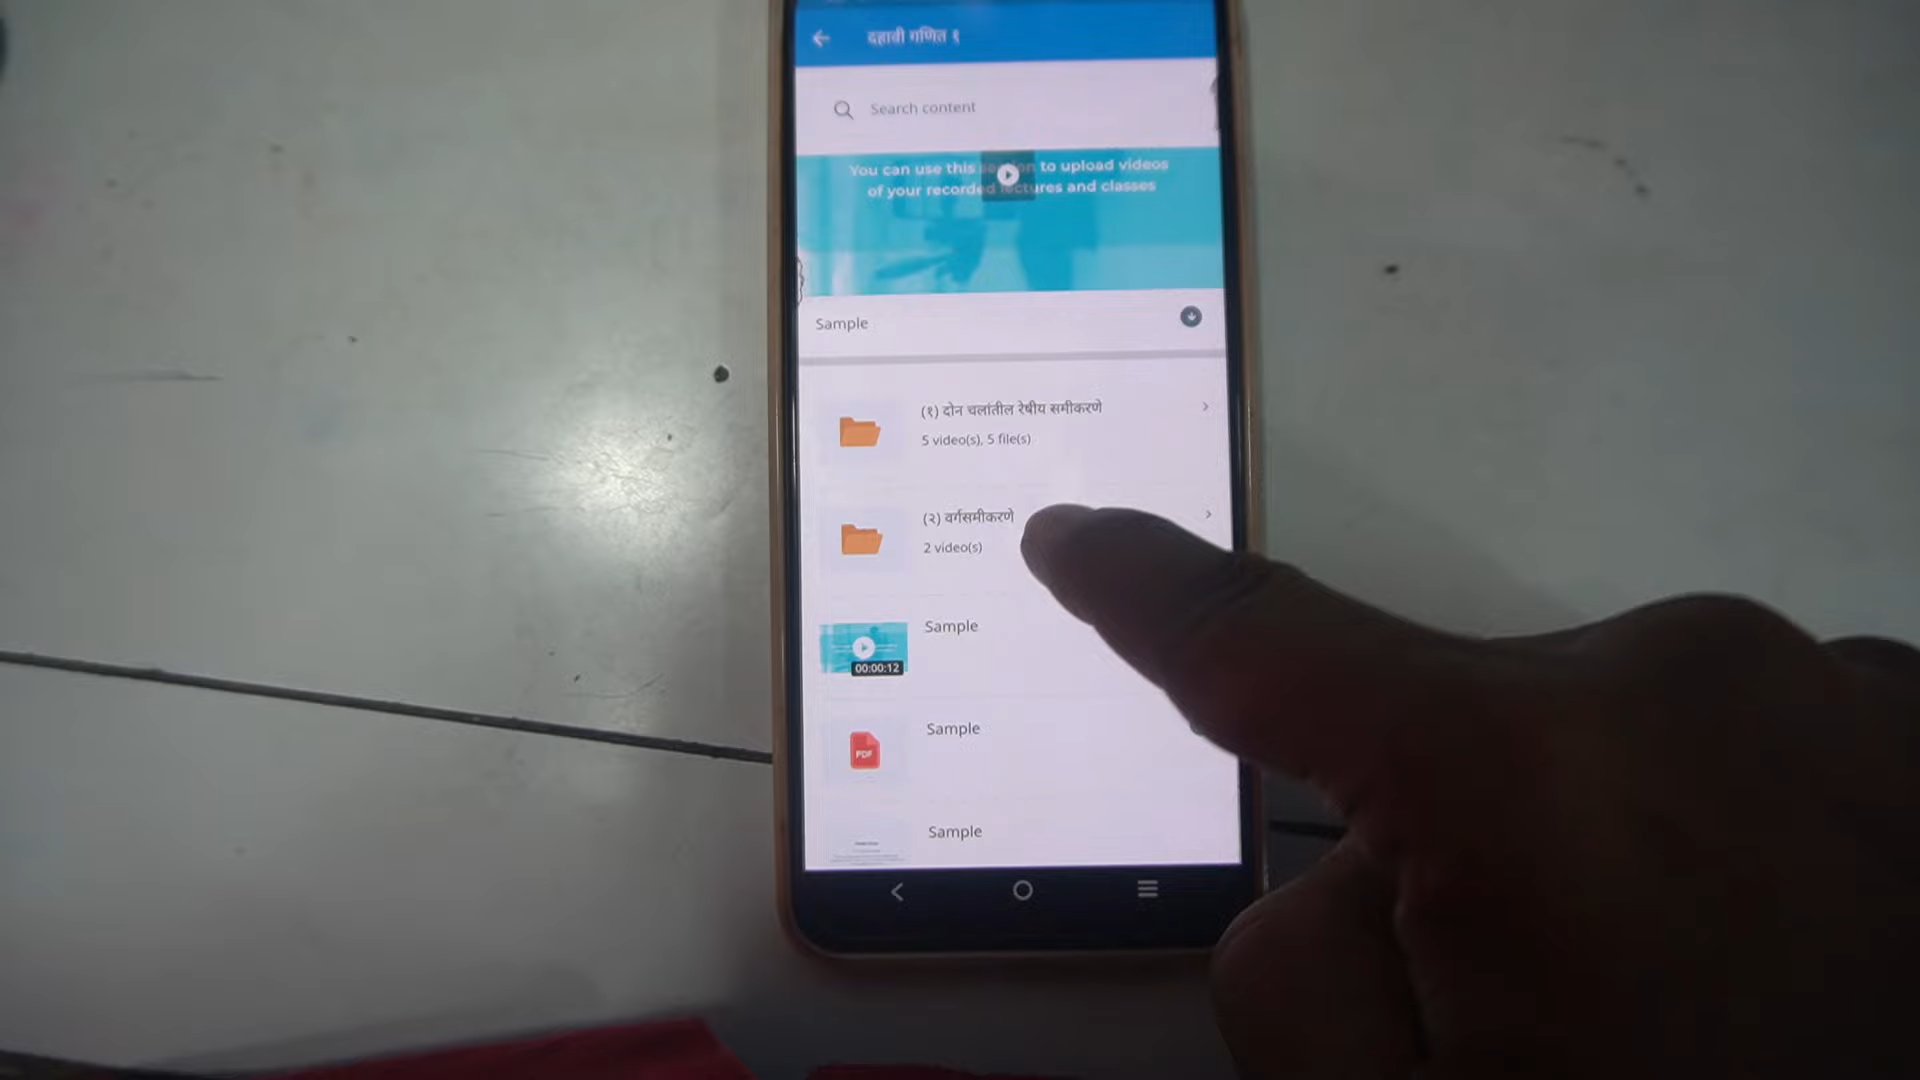 दहावी गणित १
Search content
You can use this section to upload videos
of your recorded lectures and classes
Sample
(१) दोन चलांतील रेषीय समीकरणे
5 video(s), 5 file(s)
(२) वर्गसमीकरणे
2 video(s)
Sample
00:00:12
Sample
PDF
Sample